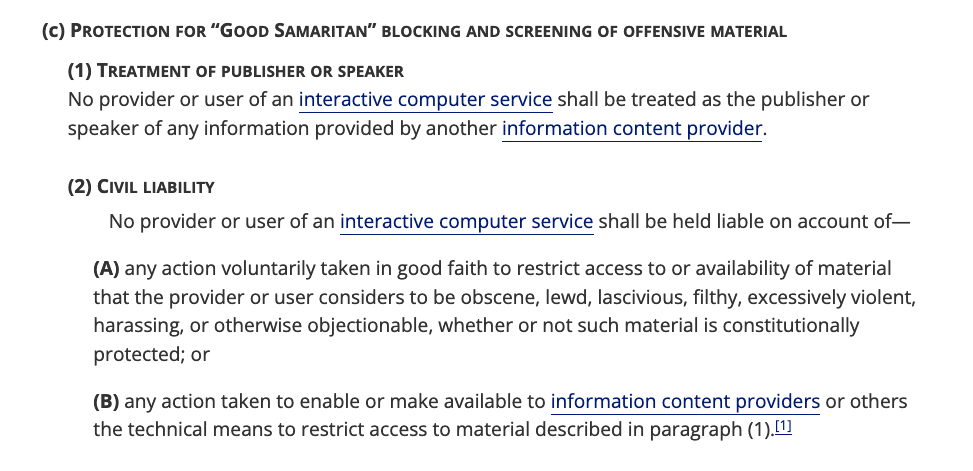 (c) PROTECTION FOR “GOOD SAMARITAN” BLOCKING AND SCREENING OF OFFENSIVE MATERIAL
(1) TREATMENT OF PUBLISHER OR SPEAKER
No provider or user of an interactive computer service shall be treated as the publisher or
speaker of any information provided by another information content provider.
(2) CIVIL LIABILITY
No provider or user of an interactive computer service shall be held liable on account of—
(A) any action voluntarily taken in good faith to restrict access to or availability of material
that the provider or user considers to be obscene, lewd, lascivious, filthy, excessively violent,
harassing, or otherwise objectionable, whether or not such material is constitutionally
protected; or
(B) any action taken to enable or make available to information content providers or others
the technical means to restrict access to material described in paragraph (1).[1]